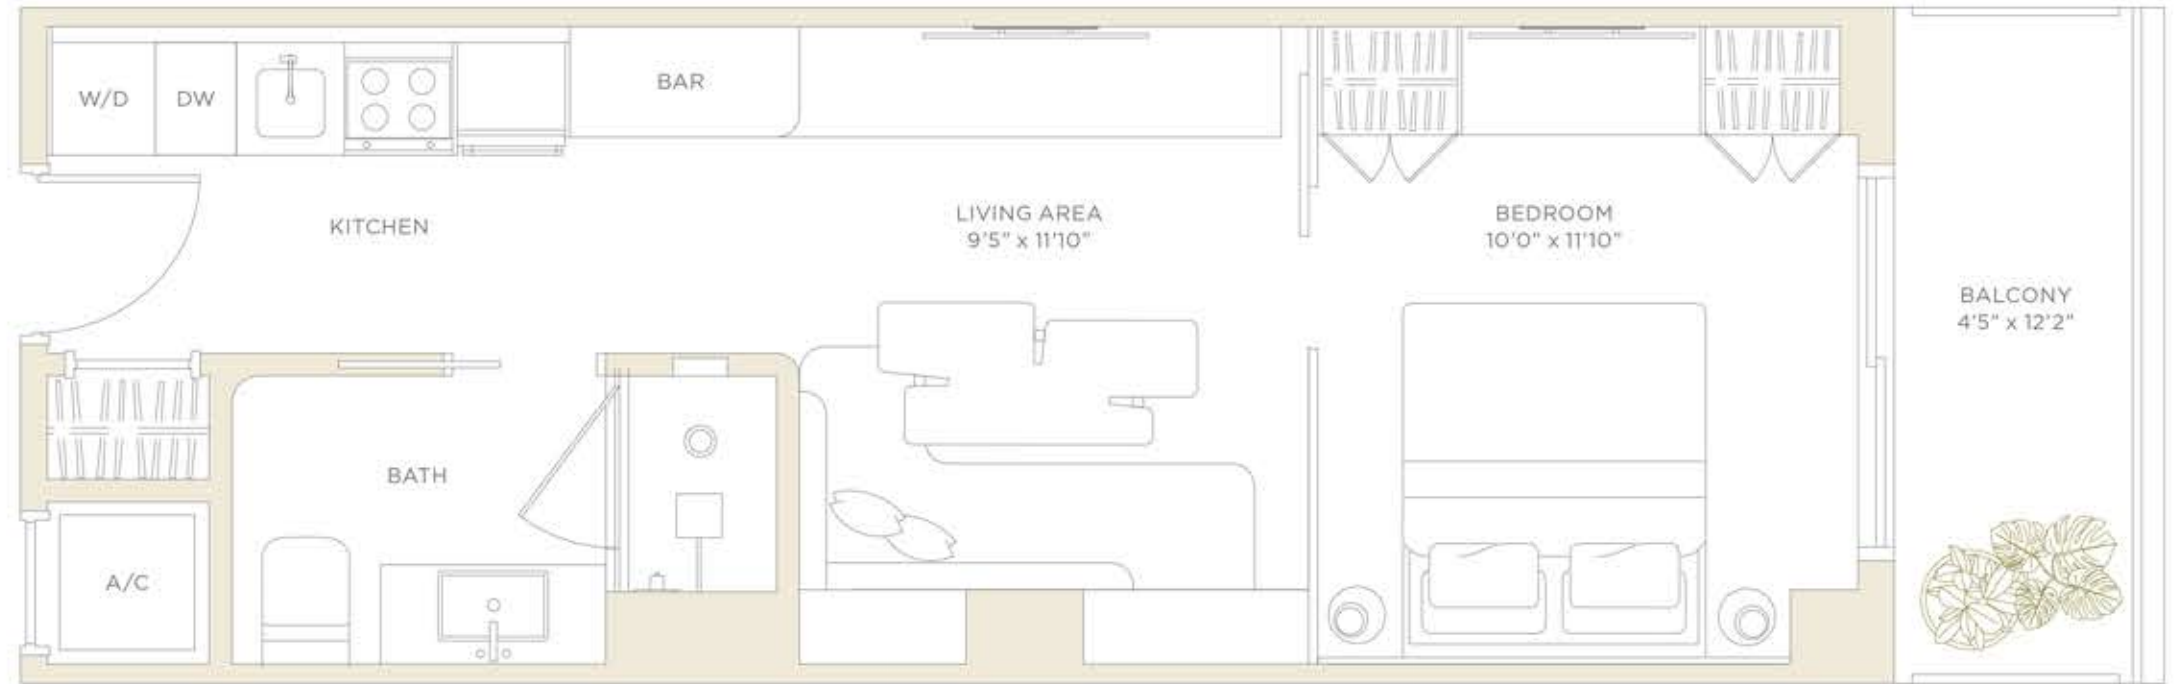 W/D
DW
BAR
KITCHEN
LIVING AREA
9'5" x 11'10"
BEDROOM
10'0" x 11'10"
BALCONY
4'5" x 12'2"
BATH
A/C